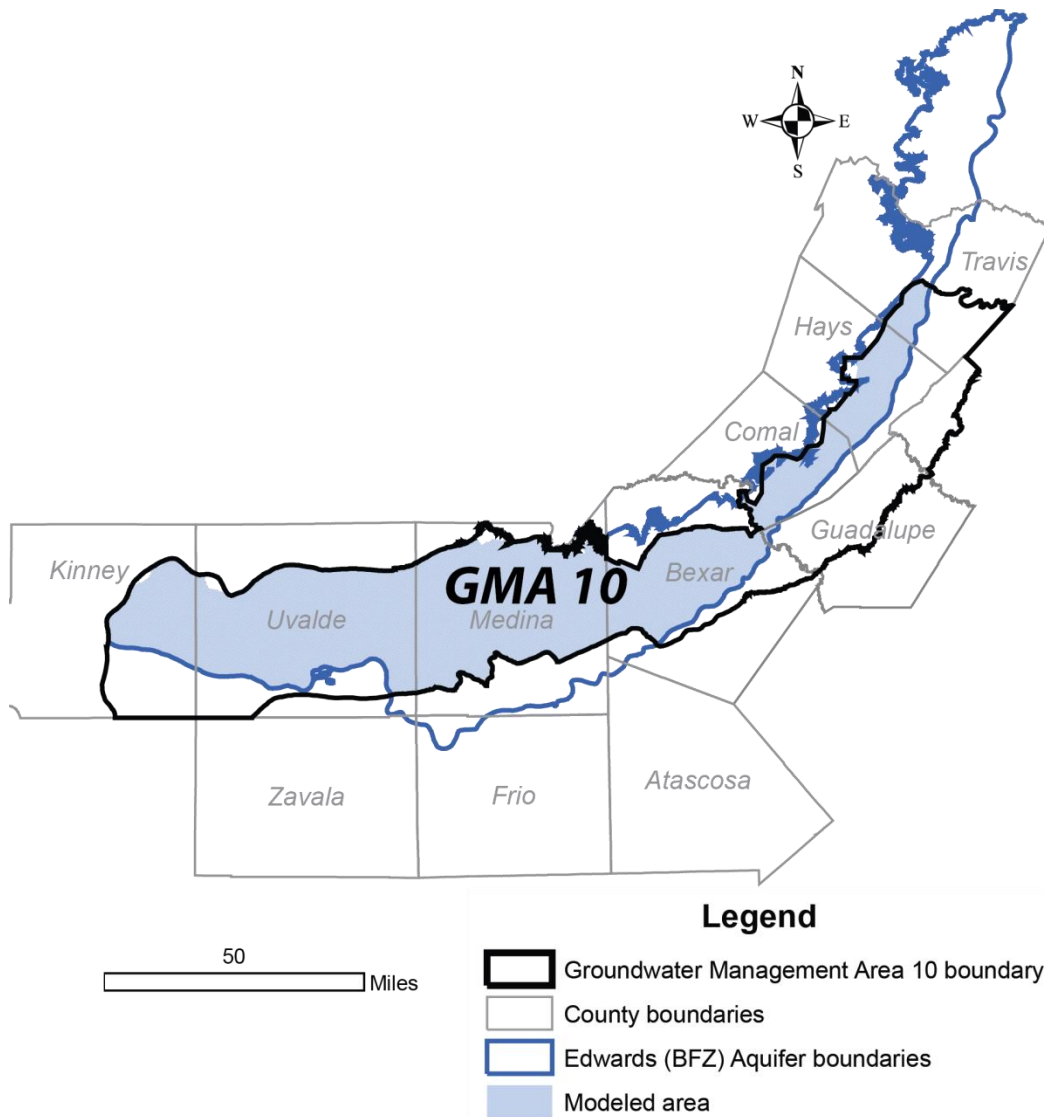 N
W E
S
Travis
Hays
Comal
Guadalupe
Kinney
GMA 10
Bexar
Uvalde
Medina
Zavala
Frio
Atascosa
Legend
50
Miles
Groundwater Management Area 10 boundary
County boundaries
Edwards (BFZ) Aquifer boundaries
Modeled area